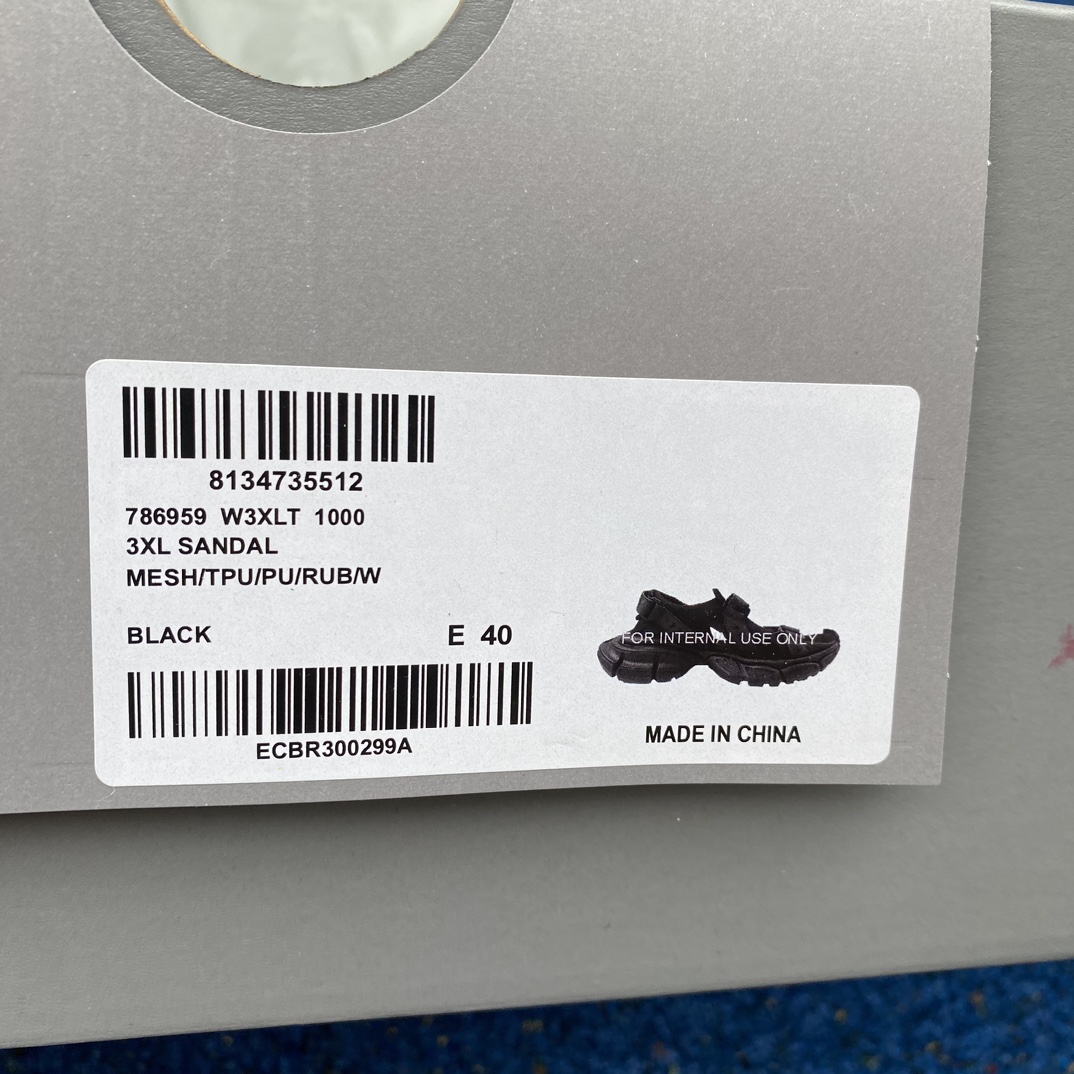 8134735512
786959 W3XLT 1000
3XL SANDAL
MESH/TPU/PU/RUB/W
BLACK E 40
ECBR300299A
FOR INTERNAL USE ONLY
MADE IN CHINA